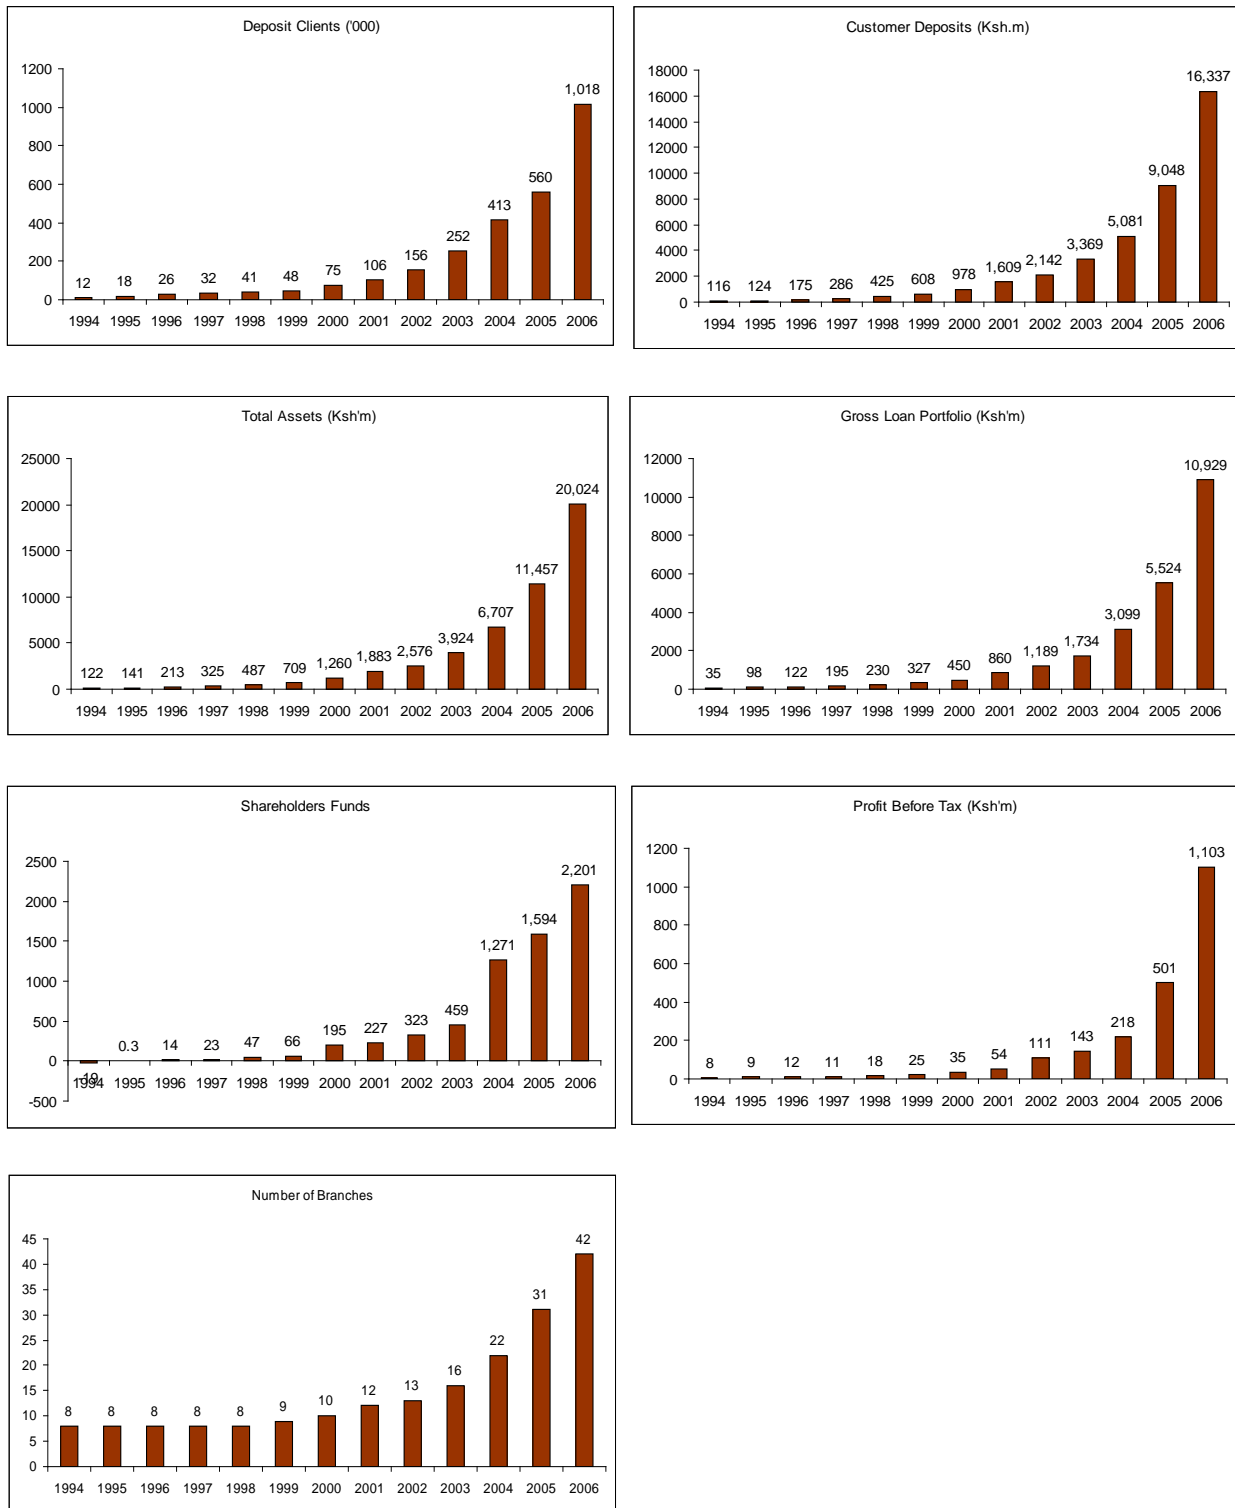 Deposit Clients ('000)
1200
1000
800
600
400
200
0
12 18 26 32 41 48 75 106 156 252 413 560 1,018
1994 1995 1996 1997 1998 1999 2000 2001 2002 2003 2004 2005 2006
Customer Deposits (Ksh.m)
18000
16000
14000
12000
10000
8000
6000
4000
2000
0
116 124 175 286 425 608 978 1,609 2,142 3,369 5,081 9,048 16,337
1994 1995 1996 1997 1998 1999 2000 2001 2002 2003 2004 2005 2006
Total Assets (Ksh'm)
25000
20000
15000
10000
5000
0
122 141 213 325 487 709 1,260 1,883 2,576 3,924 6,707 11,457 20,024
1994 1995 1996 1997 1998 1999 2000 2001 2002 2003 2004 2005 2006
Gross Loan Portfolio (Ksh'm)
12000
10000
8000
6000
4000
2000
0
35 98 122 195 230 327 450 860 1,189 1,734 3,099 5,524 10,929
1994 1995 1996 1997 1998 1999 2000 2001 2002 2003 2004 2005 2006
Shareholders Funds
2500
2000
1500
1000
500
0
-500
-19 0.3 14 23 47 66 195 227 323 459 1,271 1,594 2,201
1994 1995 1996 1997 1998 1999 2000 2001 2002 2003 2004 2005 2006
Profit Before Tax (Ksh'm)
1200
1000
800
600
400
200
0
8 9 12 11 18 25 35 54 111 143 218 501 1,103
1994 1995 1996 1997 1998 1999 2000 2001 2002 2003 2004 2005 2006
Number of Branches
45
40
35
30
25
20
15
10
5
0
8 8 8 8 8 9 10 12 13 16 22 31 42
1994 1995 1996 1997 1998 1999 2000 2001 2002 2003 2004 2005 2006